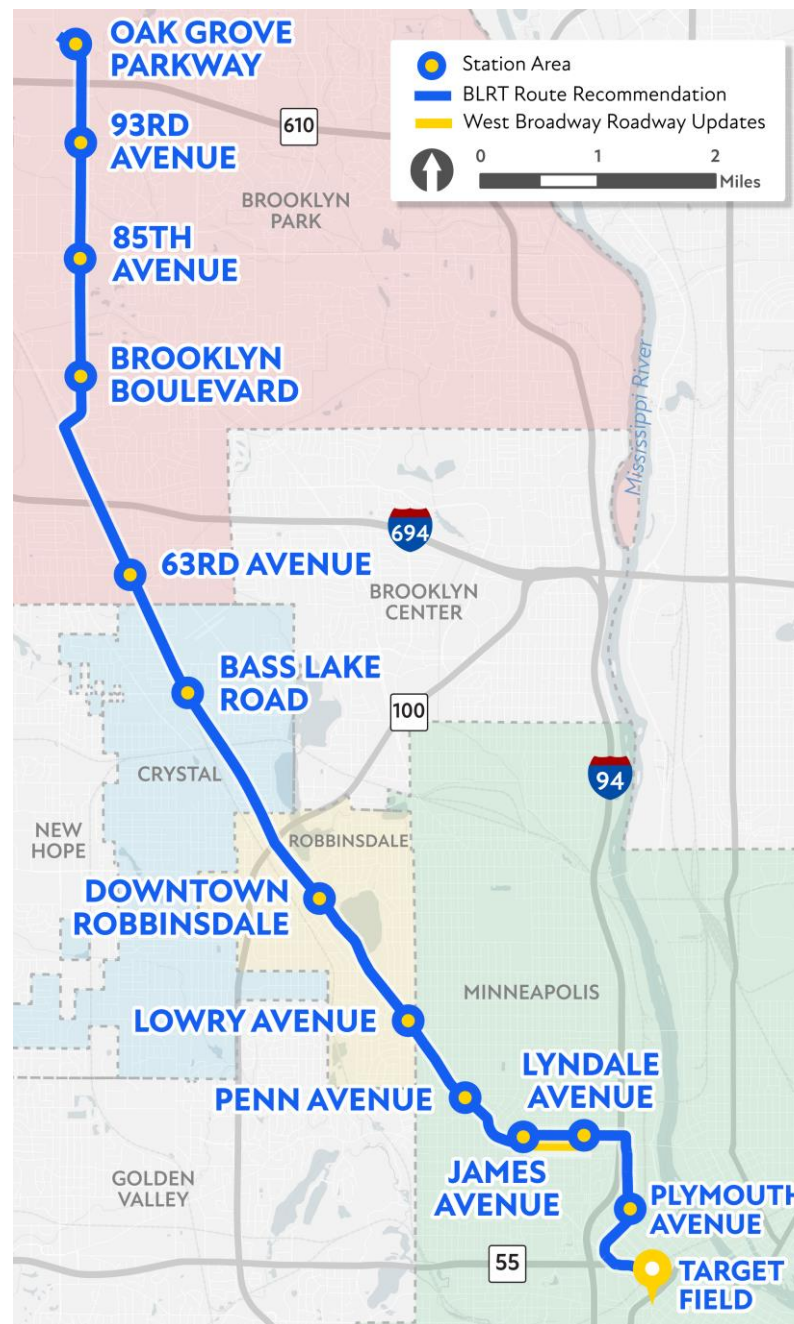 OAK GROVE
PARKWAY
Station Area
BLRT Route Recommendation
West Broadway Roadway Updates
0 1 2
Miles
93RD
AVENUE
610
BROOKLYN
PARK
85TH
AVENUE
BROOKLYN
BOULEVARD
Mississippi River
694
63RD AVENUE
BROOKLYN
CENTER
BASS LAKE
ROAD
100
CRYSTAL
94
NEW
HOPE
ROBBINSDALE
DOWNTOWN
ROBBINSDALE
MINNEAPOLIS
LOWRY AVENUE
LYNDALE
AVENUE
PENN AVENUE
JAMES
AVENUE
GOLDEN
VALLEY
PLYMOUTH
AVENUE
55
TARGET
FIELD